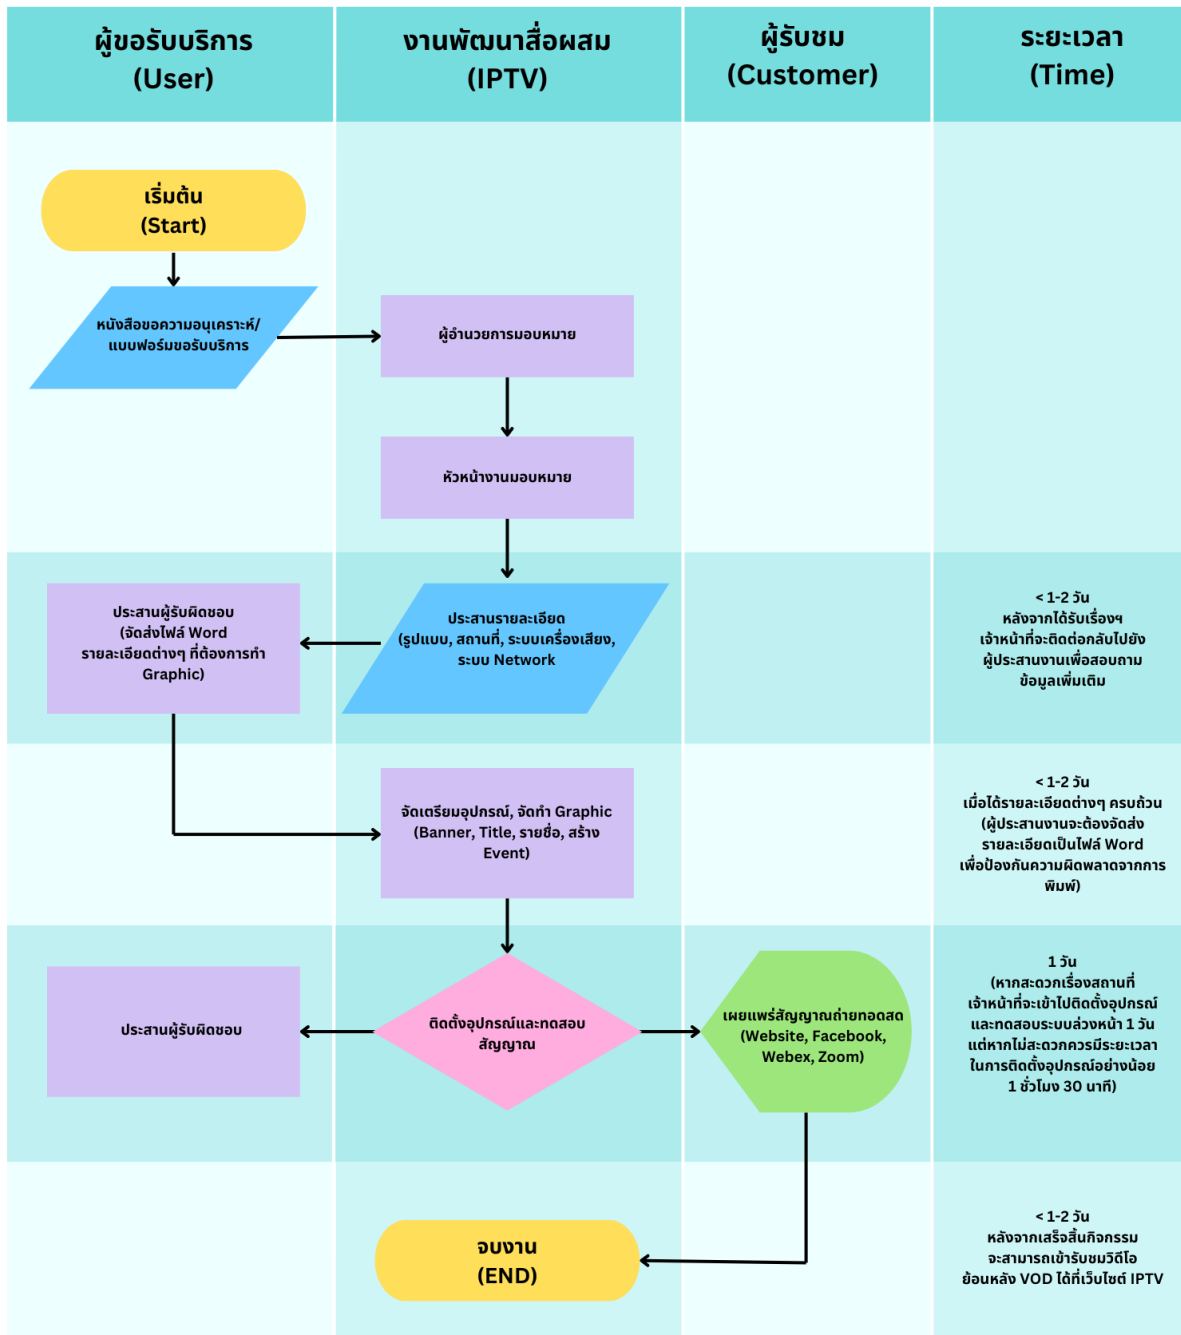 ผู้ขอรับบริการ
(User)
งานพัฒนาสื่อผสม
(IPTV)
ผู้รับชม
(Customer)
ระยะเวลา
(Time)
เริ่มต้น
(Start)
หนังสือขอความอนุเคราะห์/
แบบฟอร์มขอรับบริการ
ผู้อำนวยการมอบหมาย
หัวหน้างานมอบหมาย
ประสานผู้รับผิดชอบ
(จัดส่งไฟล์ Word
รายละเอียดต่างๆ ที่ต้องการทำ
Graphic)
ประสานรายละเอียด
(รูปแบบ, สถานที่, ระบบเครื่องเสียง,
ระบบ Network
< 1-2 วัน
หลังจากได้รับเรื่องฯ
เจ้าหน้าที่จะติดต่อกลับไปยัง
ผู้ประสานงานเพื่อสอบถาม
ข้อมูลเพิ่มเติม
จัดเตรียมอุปกรณ์, จัดทำ Graphic
(Banner, Title, รายชื่อ, สร้าง
Event)
< 1-2 วัน
เมื่อได้รายละเอียดต่างๆ ครบถ้วน
(ผู้ประสานงานจะต้องจัดส่ง
รายละเอียดเป็นไฟล์ Word
เพื่อป้องกันความผิดพลาดจากการ
พิมพ์)
ประสานผู้รับผิดชอบ
ติดตั้งอุปกรณ์และทดสอบ
สัญญาณ
เผยแพร่สัญญาณถ่ายทอดสด
(Website, Facebook,
Webex, Zoom)
1 วัน
(หากสะดวกเรื่องสถานที่
เจ้าหน้าที่จะเข้าไปติดตั้งอุปกรณ์
และทดสอบระบบล่วงหน้า 1 วัน
แต่หากไม่สะดวกควรมีระยะเวลา
ในการติดตั้งอุปกรณ์อย่างน้อย
1 ชั่วโมง 30 นาที)
จบงาน
(END)
< 1-2 วัน
หลังจากเสร็จสิ้นกิจกรรม
จะสามารถเข้ารับชมวิดีโอ
ย้อนหลัง VOD ได้ที่เว็บไซต์ IPTV